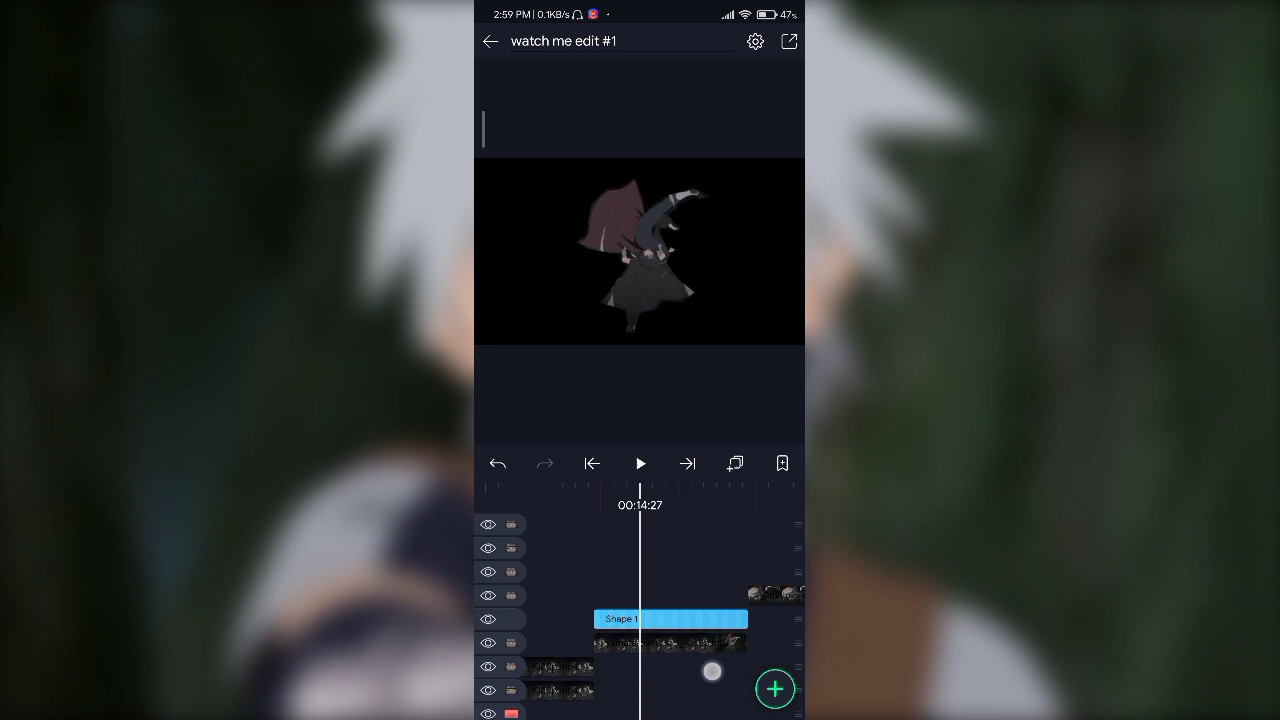 2:59 PM | 0.1KB/s
47%
watch me edit #1
00:14:27
Shape 1